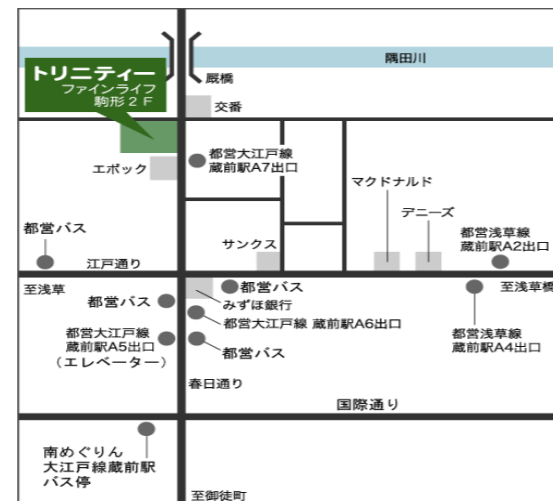 隅田川
トリニティー
ファインライフ
駒形2F
厩橋
交番
都営大江戸線
蔵前駅A7出口
エポック
マクドナルド
デニーズ
都営バス
サンクス
都営浅草線
蔵前駅A2出口
江戸通り
至浅草
都営バス
都営バス
みずほ銀行
至浅草橋
都営大江戸線 蔵前駅A6出口
都営大江戸線
蔵前駅A5出口
(エレベーター)
都営バス
都営浅草線
蔵前駅A4出口
春日通り
国際通り
南めぐりん
大江戸線蔵前駅
バス停
至御徒町